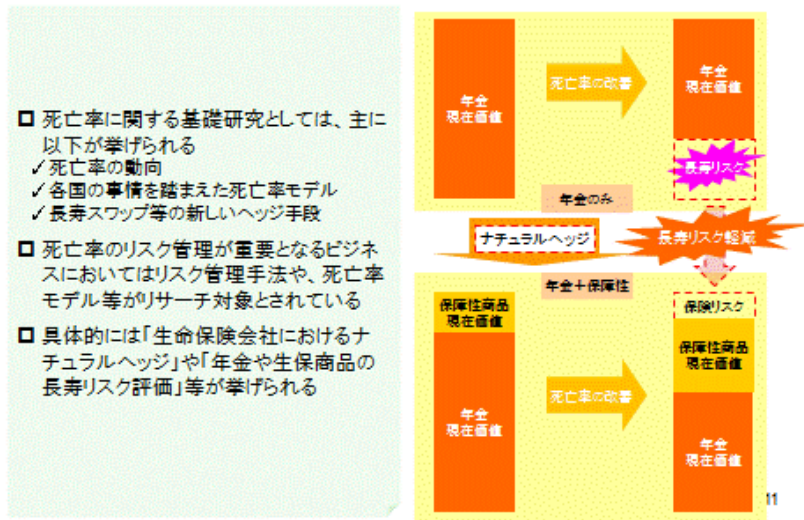 死亡率に関する基礎研究としては、主に
以下が挙げられる
✓死亡率の動向
✓各国の事情を踏まえた死亡率モデル
✓長寿スワップ等の新しいヘッジ手段
死亡率のリスク管理が重要となるビジネ
スにおいてはリスク管理手法や、死亡率
モデル等がリサーチ対象とされている
具体的には「生命保険会社におけるナ
チュラルヘッジ」や「年金や生保商品の
長寿リスク評価」等が挙げられる
年金
現在価値
死亡率の改善
年金
現在価値
長寿リスク
年金のみ
ナチュラルヘッジ
長寿リスク軽減
年金+保障性
保障性商品
現在価値
年金
現在価値
死亡率の改善
保険リスク
保障性商品
現在価値
年金
現在価値
11